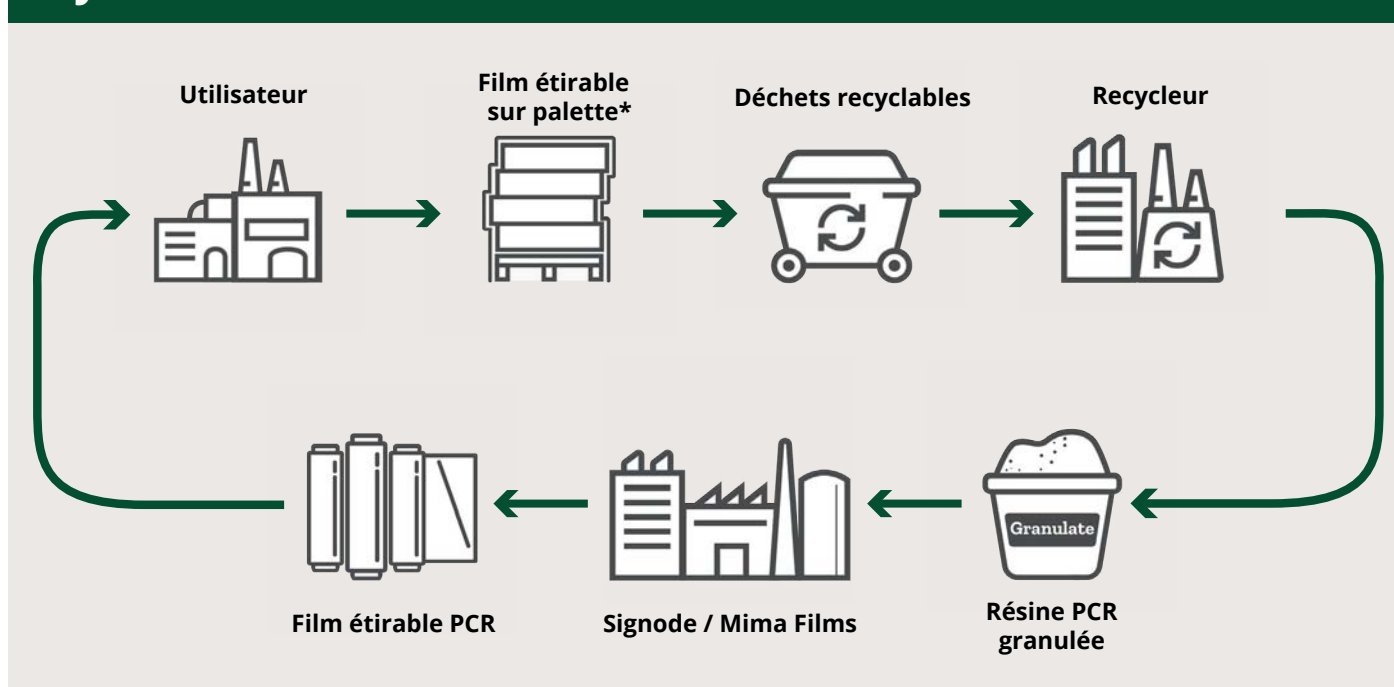 Utilisateur
Film étirable
sur palette*
Déchets recyclables
Recycleur
Granulate
Film étirable PCR
Signode / Mima Films
Résine PCR
granulée